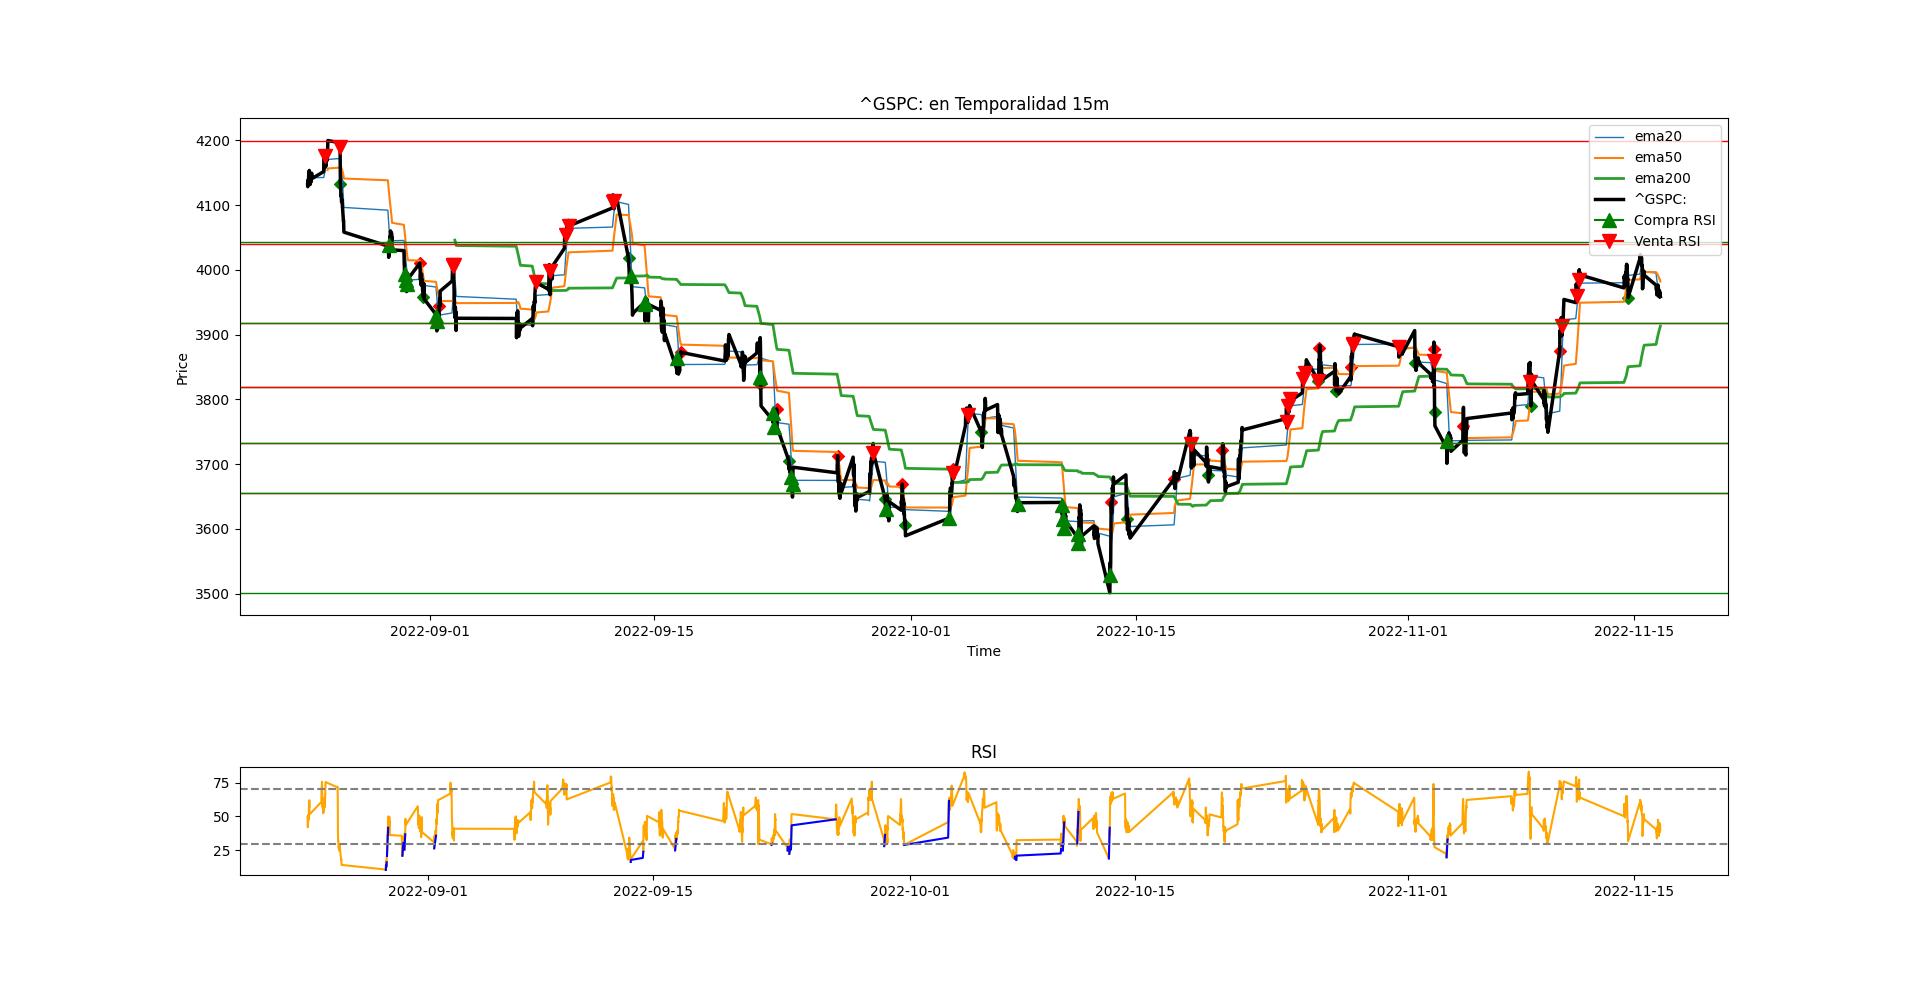 ^GSPC: en Temporalidad 15m
4200
4100
4000
3900
3800
3700
3600
3500
Price
ema20
ema50
ema200
^GSPC:
Compra RSI
Venta RSI
2022-09-01 2022-09-15 2022-10-01 2022-10-15 2022-11-01 2022-11-15
Time
RSI
75
50
25
2022-09-01 2022-09-15 2022-10-01 2022-10-15 2022-11-01 2022-11-15